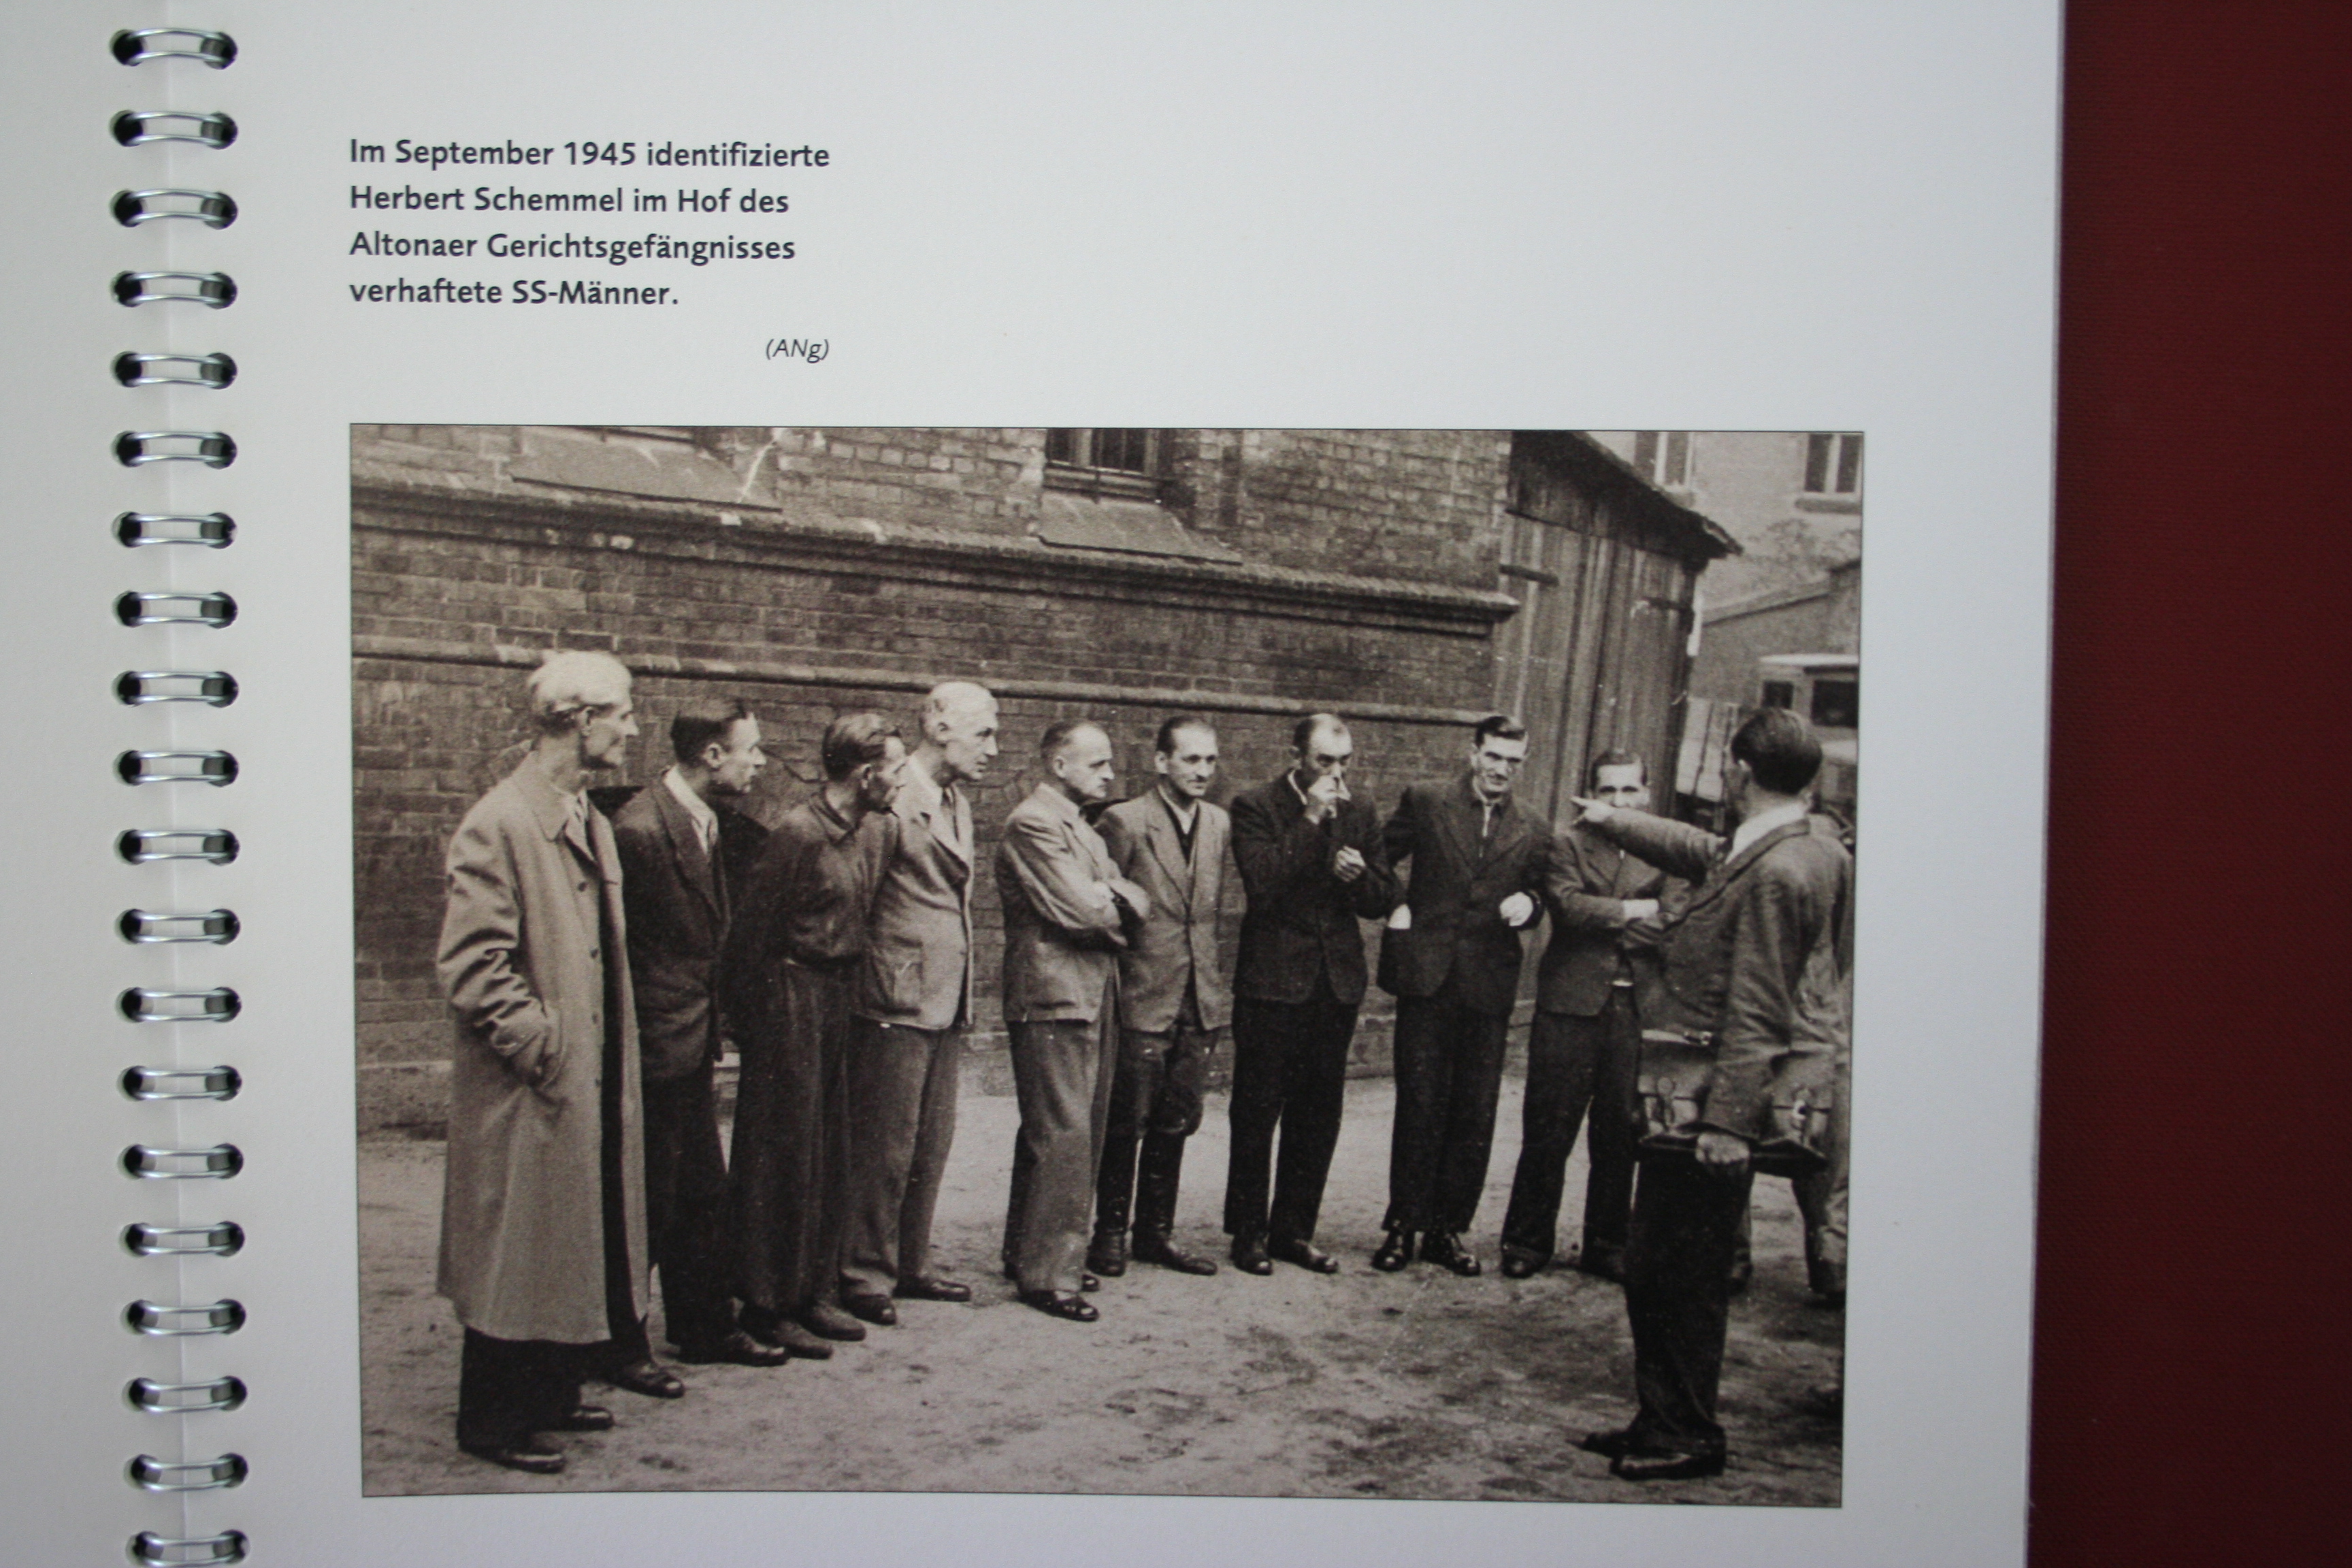 Im September 1945 identifizierte
Herbert Schemmel im Hof des
Altonaer Gerichtsgefängnisses
verhaftete SS-Männer.
(ANg)